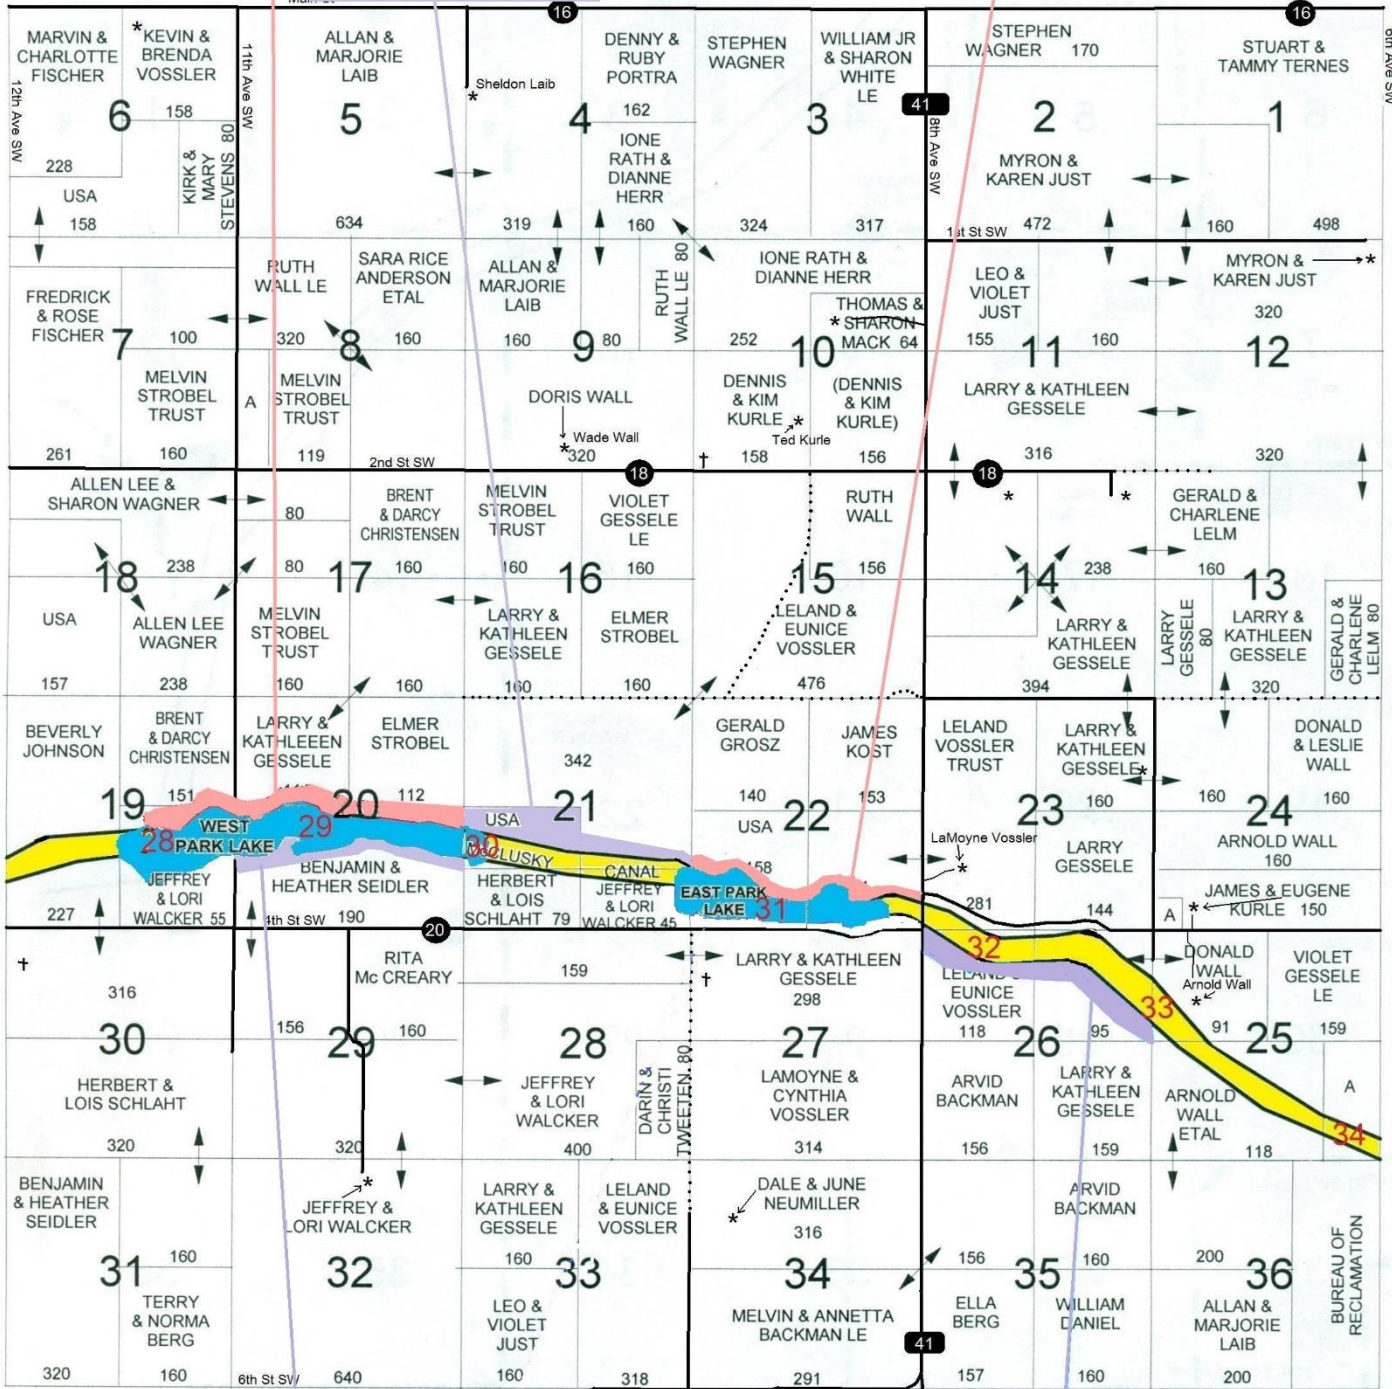 Main St
16
16
6th Ave SW
MARVIN &
CHARLOTTE
FISCHER
* KEVIN &
BRENDA
VOSSLER
158
6
228
USA
158
KIRK &
MARY
STEVENS 80
12th Ave SW
11th Ave SW
ALLAN &
MARJORIE
LAIB
5
634
Sheldon Laib
*
4
319
DENNY &
RUBY
PORTRA
162
IONE
RATH &
DIANNE
HERR
160
STEPHEN
WAGNER
WILLIAM JR
& SHARON
WHITE
LE
3
324
317
41
8th Ave SW
STEPHEN
WAGNER 170
2
MYRON &
KAREN JUST
472
1st St SW
STUART &
TAMMY TERNES
1
160
498
FREDRICK
& ROSE
FISCHER
7
100
MELVIN
STROBEL
TRUST
261
160
RUTH
WALL LE
SARA RICE
ANDERSON
ETAL
320
8
160
A
MELVIN
STROBEL
TRUST
119
2nd St SW
ALLAN &
MARJORIE
LAIB
160
9
80
RUTH
WALL LE 80
DORIS WALL
* Wade Wall
320
IONE RATH &
DIANNE HERR
THOMAS &
* SHARON
MACK 64
252
10
DENNIS
& KIM
KURLE
(DENNIS
& KIM
KURLE)
*
Ted Kurle
158
156
LEO &
VIOLET
JUST
155
11
160
LARRY & KATHLEEN
GESSELE
316
MYRON &
KAREN JUST
*
320
12
320
18
18
ALLEN LEE &
SHARON WAGNER
238
18
USA
ALLEN LEE
WAGNER
157
238
80
80
17
BRENT
& DARCY
CHRISTENSEN
160
MELVIN
STROBEL
TRUST
160
160
MELVIN
STROBEL
TRUST
160
16
VIOLET
GESSELE
LE
160
LARRY &
KATHLEEN
GESSELE
160
ELMER
STROBEL
160
RUTH
WALL
156
15
LELAND &
EUNICE
VOSSLER
476
*
*
14
238
LARRY &
KATHLEEN
GESSELE
394
GERALD &
CHARLENE
LELM
160
13
LARRY
GESSELE
80
LARRY &
KATHLEEN
GESSELE
320
GERALD &
CHARLENE
LELM 80
BEVERLY
JOHNSON
BRENT
& DARCY
CHRISTENSEN
19
151
28
WEST
PARK LAKE
JEFFREY
& LORI
WALCKER 55
227
LARRY &
KATHLEEEN
GESSELE
ELMER
STROBEL
20
112
29
BENJAMIN &
HEATHER SEIDLER
4th St SW
190
20
342
21
USA
30
McCLUSKY
CANAL
HERBERT
& LOIS
SCHLAHT 79
JEFFREY
& LORI
WALCKER 45
GERALD
GROSZ
JAMES
KOST
140
22
153
USA
158
EAST PARK
LAKE
31
LELAND
VOSSLER
TRUST
LARRY &
KATHLEEN
GESSELE *
23
160
LaMoyne Vossler
*
LARRY
GESSELE
281
144
DONALD
& LESLIE
WALL
160
24
160
ARNOLD WALL
160
A
*
JAMES & EUGENE
KURLE 150
316
30
HERBERT &
LOIS SCHLAHT
320
RITA
Mc CREARY
156
29
160
320
159
28
JEFFREY
& LORI
WALCKER
400
DARIN &
CHRISTI
TWEETEN 80
LARRY & KATHLEEN
GESSELE
298
27
LAMOYNE &
CYNTHIA
VOSSLER
314
32
LELAND &
EUNICE
VOSSLER
118
26
95
ARVID
BACKMAN
156
LARRY &
KATHLEEN
GESSELE
159
DONALD
WALL
Arnold Wall
*
VIOLET
GESSELE
LE
33
91
25
159
ARNOLD
WALL
ETAL
118
A
34
BENJAMIN
& HEATHER
SEIDLER
160
31
TERRY
& NORMA
BERG
320
160
*
JEFFREY &
LORI WALCKER
32
6th St SW
640
LARRY &
KATHLEEN
GESSELE
160
LELAND
& EUNICE
VOSSLER
33
LEO &
VIOLET
JUST
160
318
DALE & JUNE
NEUMILLER
*
316
34
MELVIN & ANNETTA
BACKMAN LE
291
41
ARVID
BACKMAN
156
35
160
ELLA
BERG
WILLIAM
DANIEL
157
160
200
36
ALLAN &
MARJORIE
LAIB
200
BUREAU OF
RECLAMATION